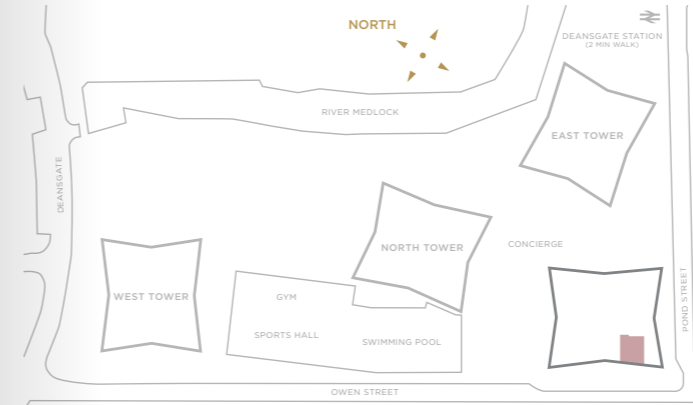 NORTH
DEANSGATE STATION
(2 MIN WALK)
RIVER MEDLOCK
EAST TOWER
DEANSGATE
NORTH TOWER
CONCIERGE
WEST TOWER
GYM
POND STREET
SPORTS HALL
SWIMMING POOL
OWEN STREET